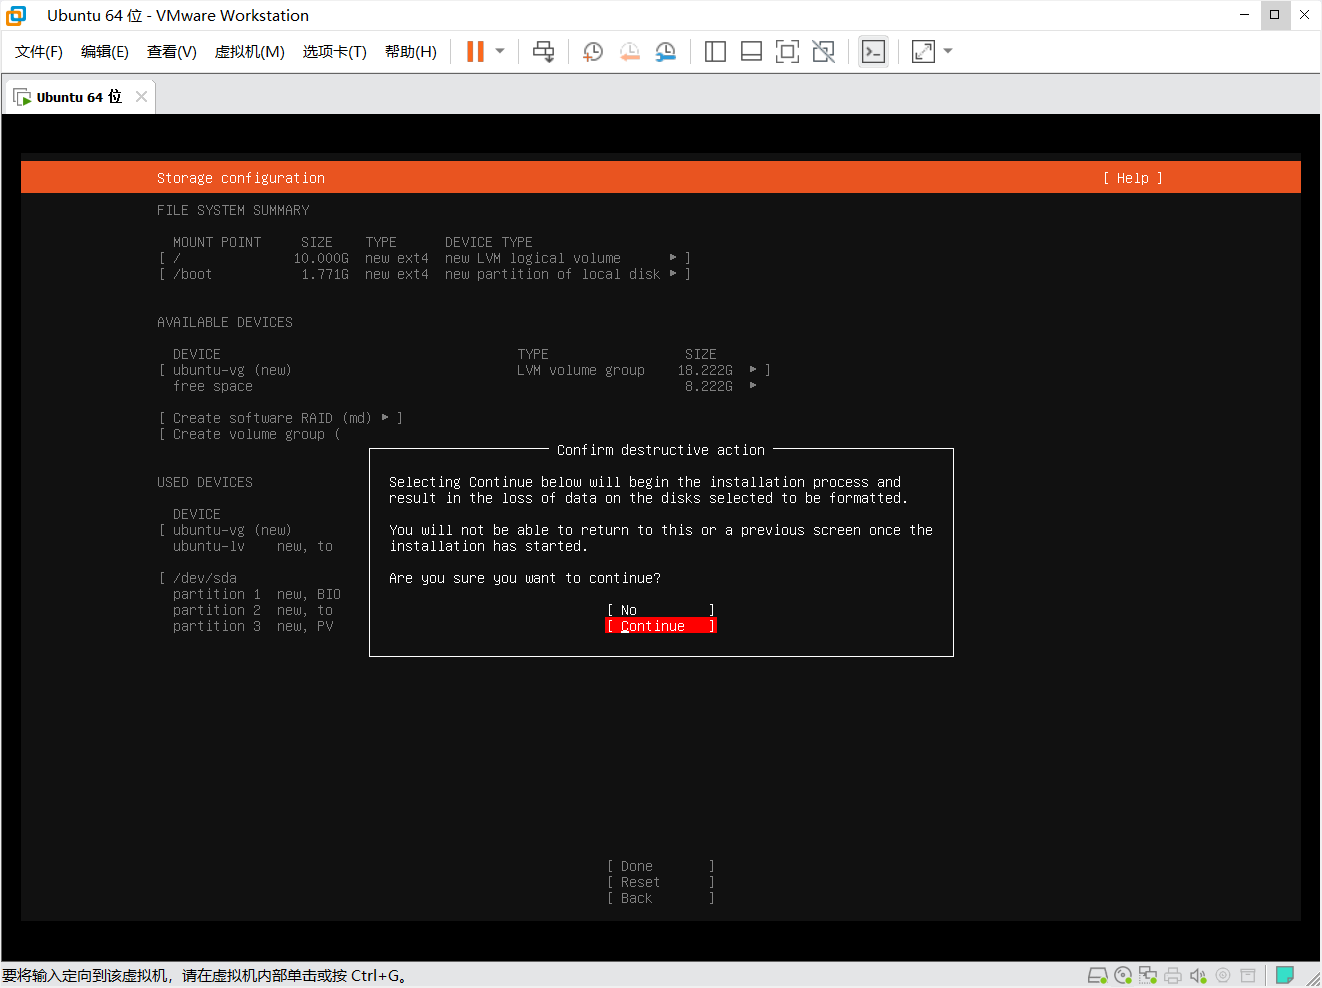 Ubuntu 64 位 - VMware Workstation
文件(F) 编辑(E) 查看(V) 虚拟机(M) 选项卡(T) 帮助(H)
Ubuntu 64 位
Storage configuration [ Help ]
FILE SYSTEM SUMMARY
MOUNT POINT SIZE TYPE DEVICE TYPE
[ / 10.000G new ext4 new LVM logical volume ▸ ]
[ /boot 1.771G new ext4 new partition of local disk ▸ ]
AVAILABLE DEVICES
DEVICE TYPE SIZE
[ ubuntu-vg (new) LVM volume group 18.222G ▸ ]
free space 8.222G ▸
[ Create software RAID (md) ▸ ]
[ Create volume group (
Confirm destructive action
Selecting Continue below will begin the installation process and
result in the loss of data on the disks selected to be formatted.
You will not be able to return to this or a previous screen once the
installation has started.
Are you sure you want to continue?
[ No ]
[ Continue ]
USED DEVICES
DEVICE
[ ubuntu-vg (new)
ubuntu-lv new, to
[ /dev/sda
partition 1 new, BIO
partition 2 new, to
partition 3 new, PV
[ Done ]
[ Reset ]
[ Back ]
要将输入定向到该虚拟机，请在虚拟机内部单击或按 Ctrl+G。